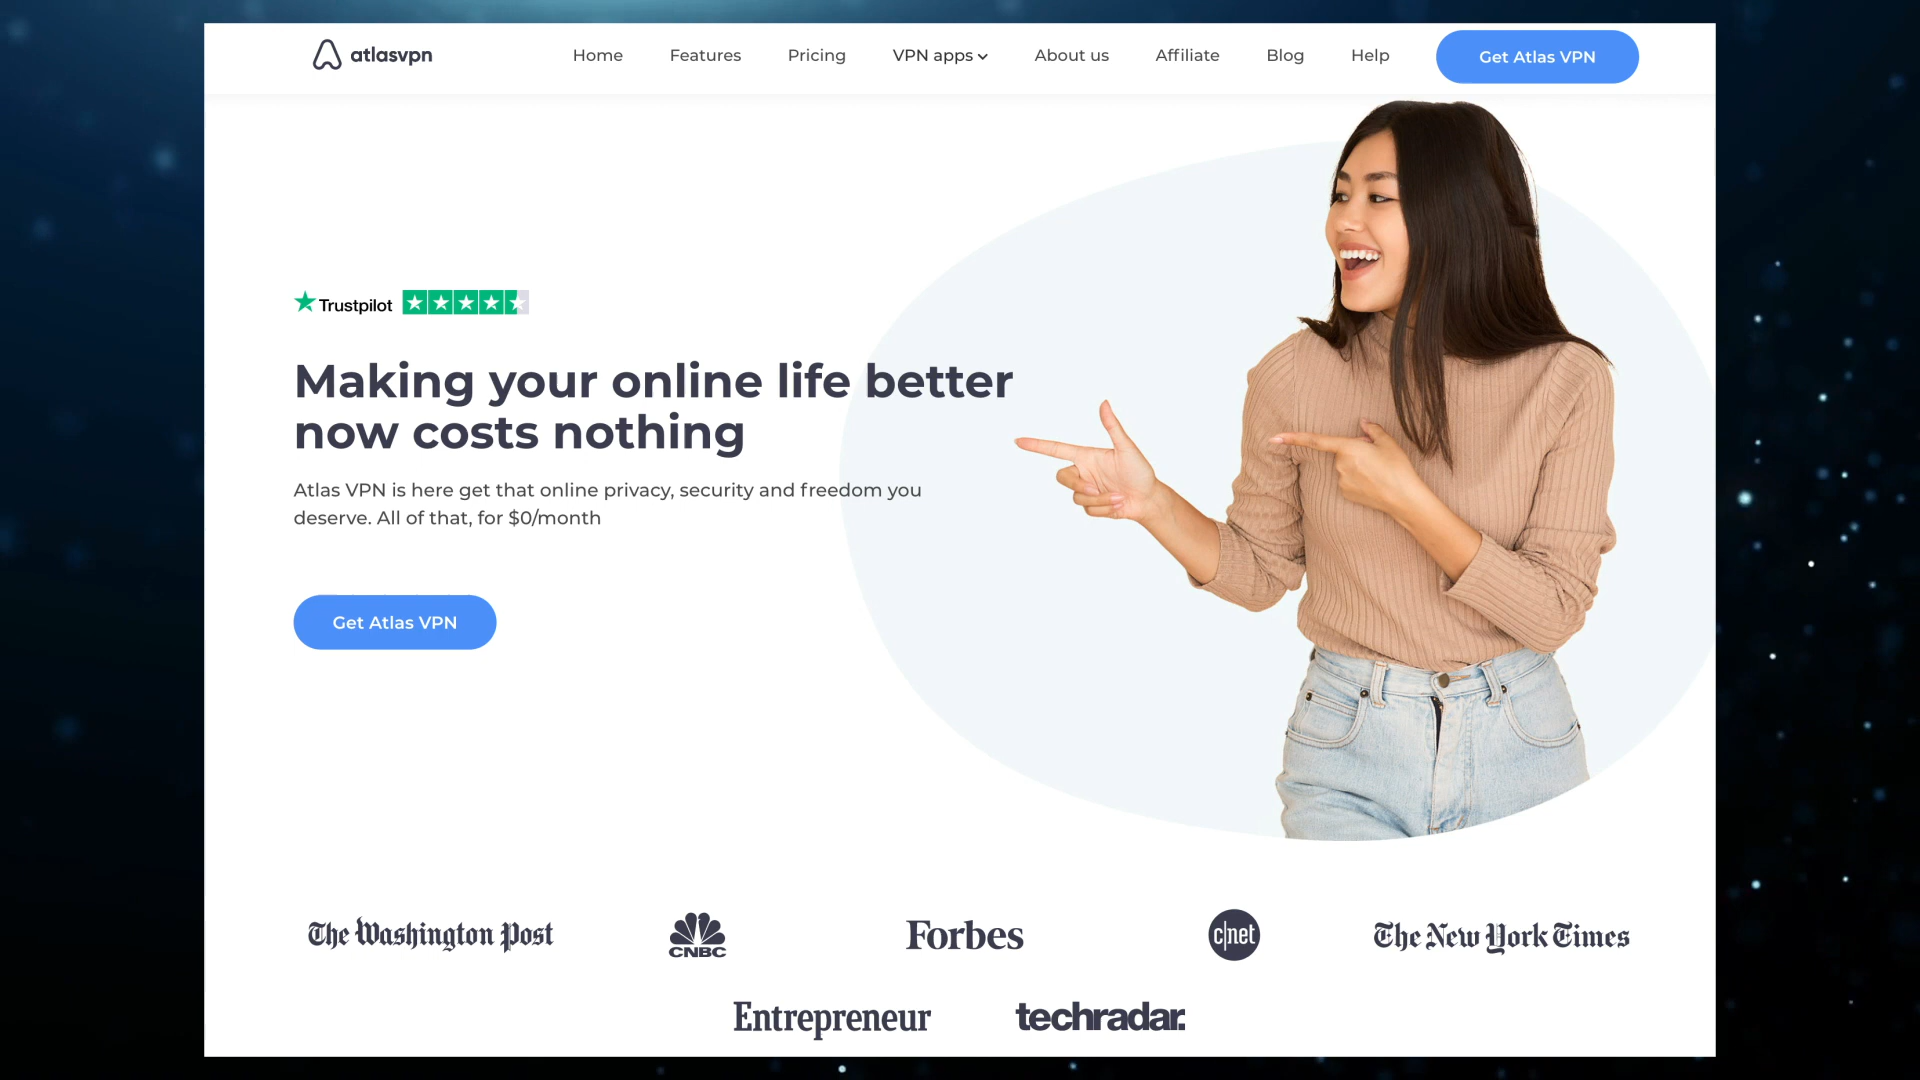 atlasvpn
Home
Features
Pricing
VPN apps
About us
Affiliate
Blog
Help
Get Atlas VPN
Trustpilot
Making your online life better
now costs nothing
Atlas VPN is here get that online privacy, security and freedom you
deserve. All of that, for $0/month
Get Atlas VPN
The Washington Post
CNBC
Forbes
c|net
The New York Times
Entrepreneur
techradar.